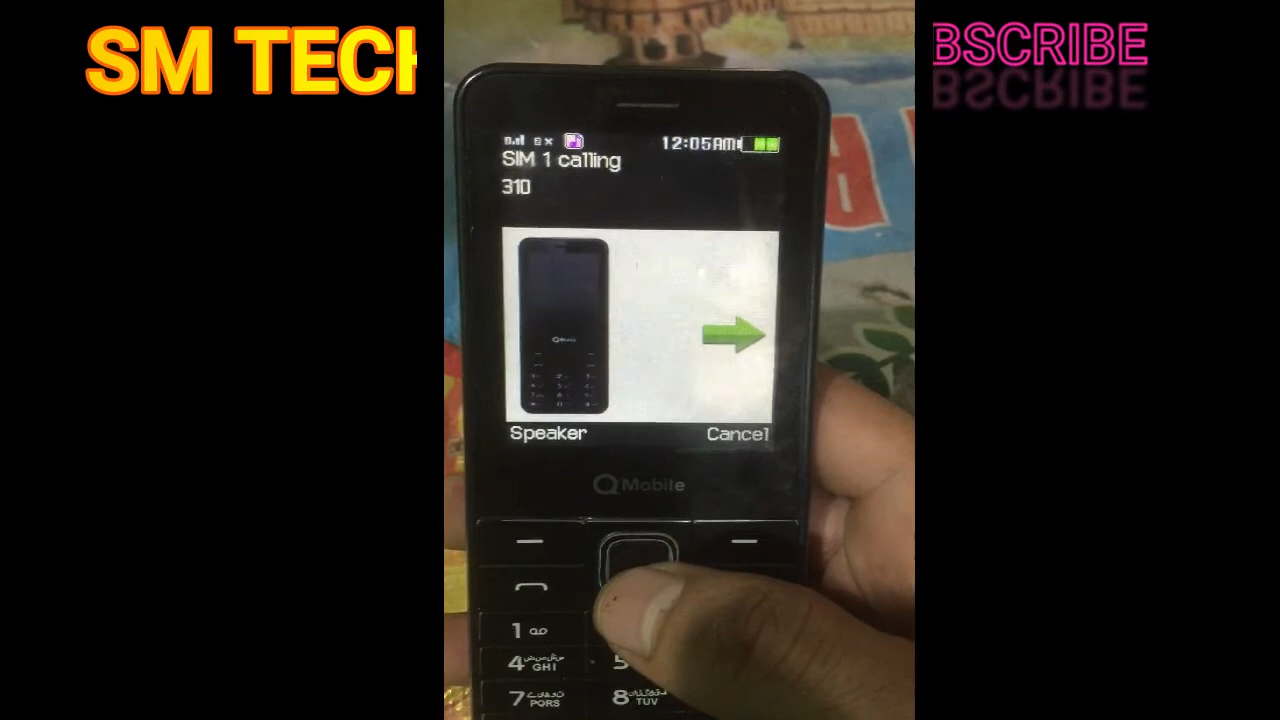 SM TECH
BSCRIBE
12:05AM
SIM 1 calling
310
Speaker
Cancel
QMobile
1
4 GHI
5
7 PQRS
8 TUV